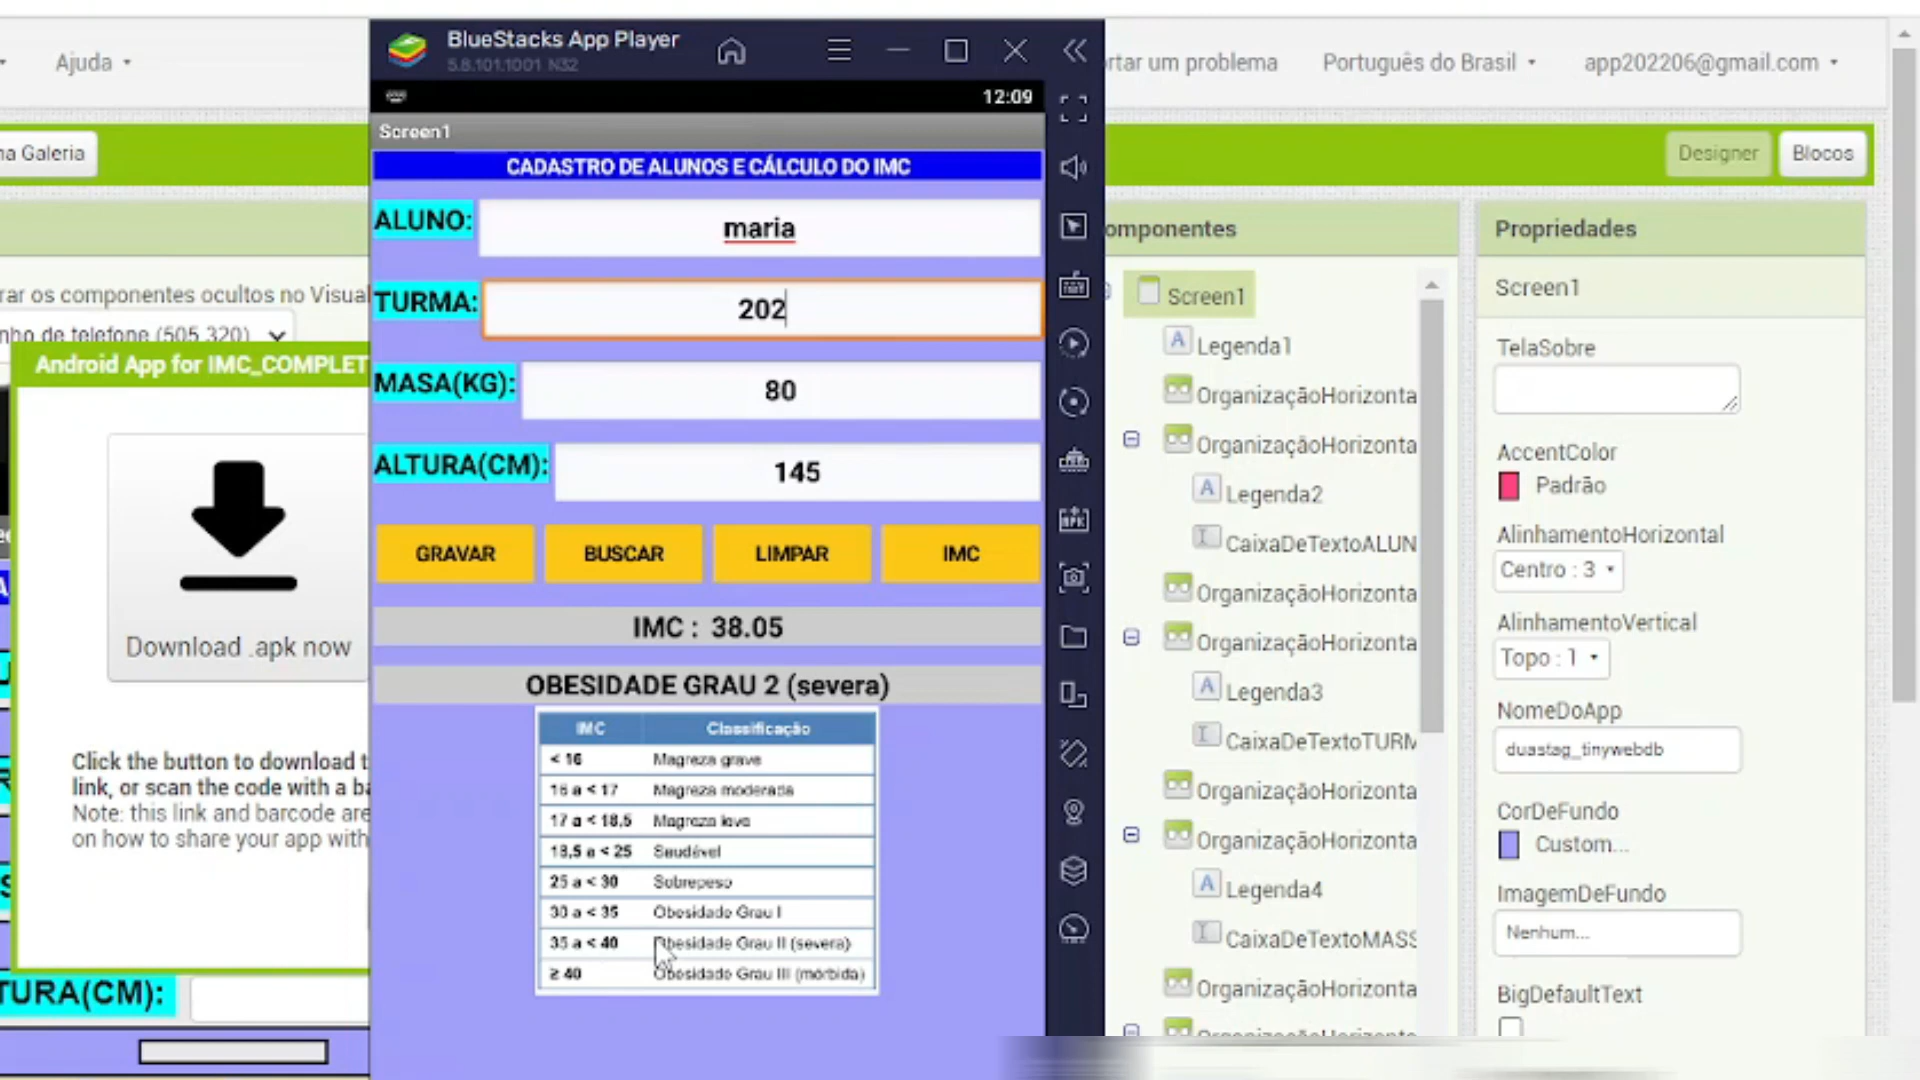 Ajuda
BlueStacks App Player
5.8.101.1001 N32
rtar um problema
Português do Brasil
app202206@gmail.com
12:09
Screen1
na Galeria
Designer
Blocos
CADASTRO DE ALUNOS E CÁLCULO DO IMC
ALUNO:
maria
TURMA:
202
MASA(KG):
80
ALTURA(CM):
145
GRAVAR
BUSCAR
LIMPAR
IMC
IMC : 38.05
OBESIDADE GRAU 2 (severa)
IMC Classificação
< 16 Magreza grave
16 a < 17 Magreza moderada
17 a < 18,5 Magreza leve
18,5 a < 25 Saudável
25 a < 30 Sobrepeso
30 a < 35 Obesidade Grau I
35 a < 40 Obesidade Grau II (severa)
≥ 40 Obesidade Grau III (mórbida)
rar os componentes ocultos no Visual
nho de telefone (505,320)
Android App for IMC_COMPLET
Download .apk now
Click the button to download t
link, or scan the code with a ba
Note: this link and barcode are
on how to share your app with
TURA(CM):
omponentes
Screen1
Legenda1
OrganizaçãoHorizonta
OrganizaçãoHorizonta
Legenda2
CaixaDeTextoALUN
OrganizaçãoHorizonta
OrganizaçãoHorizonta
Legenda3
CaixaDeTextoTURM
OrganizaçãoHorizonta
OrganizaçãoHorizonta
Legenda4
CaixaDeTextoMASS
OrganizaçãoHorizonta
OrganizaçãoHorizonta
Propriedades
Screen1
TelaSobre
AccentColor
Padrão
AlinhamentoHorizontal
Centro : 3
AlinhamentoVertical
Topo : 1
NomeDoApp
duastag_tinywebdb
CorDeFundo
Custom...
ImagemDeFundo
Nenhum...
BigDefaultText